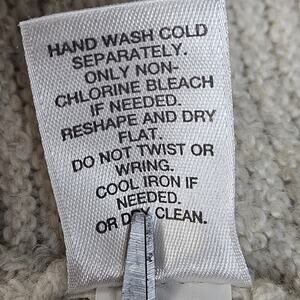 HAND WASH COLD
SEPARATELY.
ONLY NON-
CHLORINE BLEACH
IF NEEDED.
RESHAPE AND DRY
FLAT.
DO NOT TWIST OR
WRING.
COOL IRON IF
NEEDED.
OR DRY CLEAN.